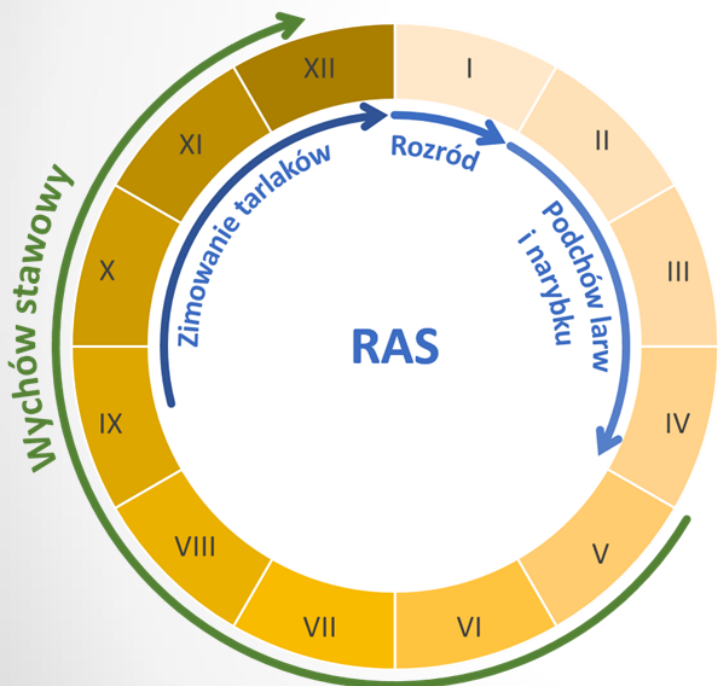 I
II
III
IV
V
VI
VII
VIII
IX
X
XI
XII
Rozród
Podchów larw
i narybku
Zimowanie tarlaków
RAS
Wychów stawowy